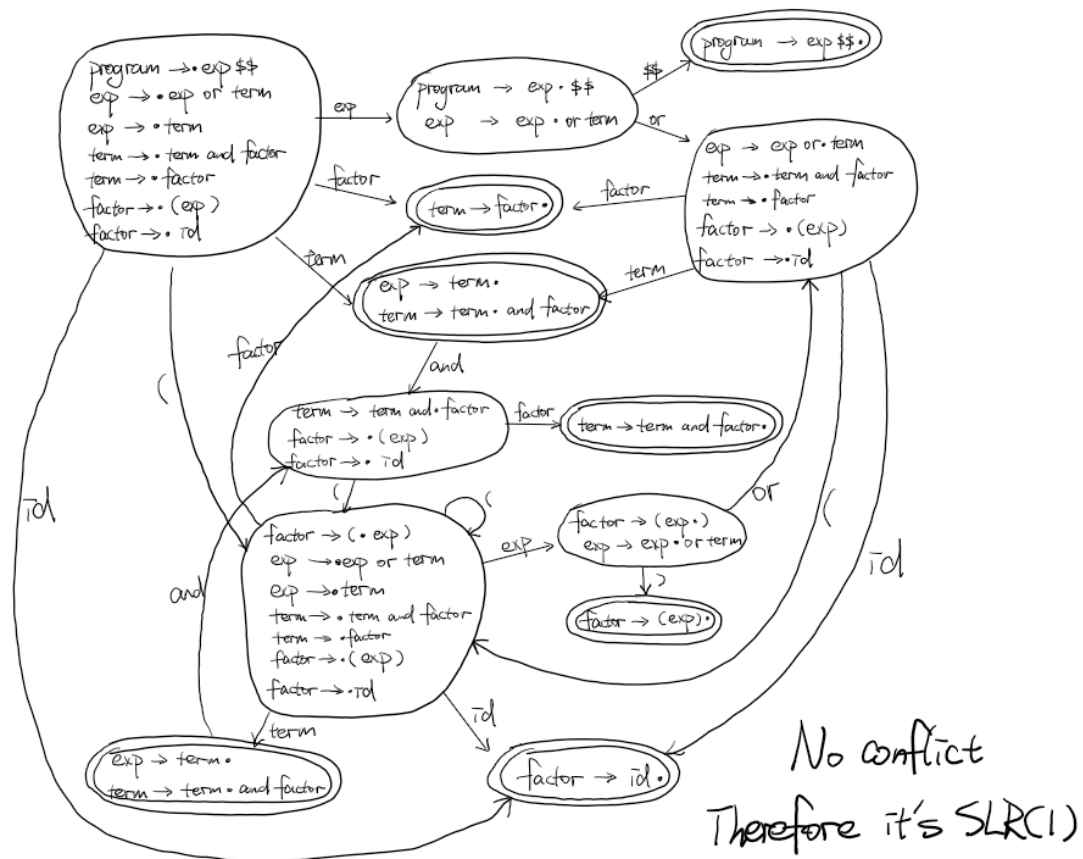 program → exp $$•
program → •exp $$
exp → •exp or term
exp → •term
term → •term and factor
term → •factor
factor → •(exp)
factor → •id
exp
program → exp•$$
exp → exp•or term
$$
or
exp → exp or•term
term → •term and factor
term → •factor
factor → •(exp)
factor → •id
factor
term → factor•
factor
term
exp → term•
term → term•and factor
term
factor
(
and
term → term and•factor
factor → •(exp)
factor → •id
factor
term → term and factor•
id
(
factor → (•exp)
exp → •exp or term
exp → •term
term → •term and factor
term → •factor
factor → •(exp)
factor → •id
(
exp
factor → (exp•)
exp → exp•or term
or
(
id
)
factor → (exp)•
and
term
id
exp → term•
term → term•and factor
factor → id•
No conflict
Therefore it's SLR(1)